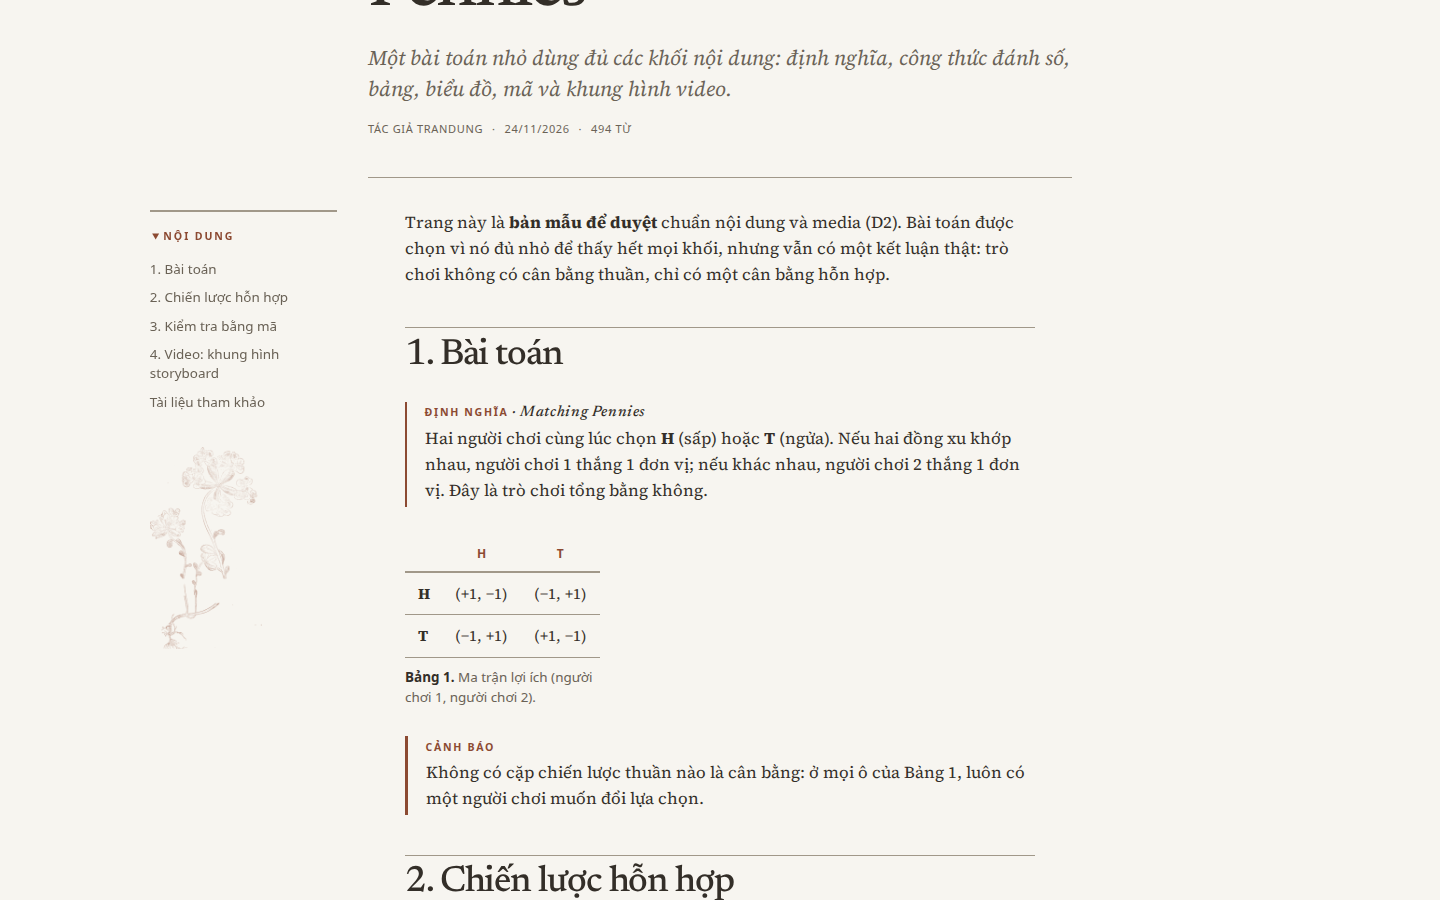 Pennies
Một bài toán nhỏ dùng đủ các khối nội dung: định nghĩa, công thức đánh số,
bảng, biểu đồ, mã và khung hình video.
TÁC GIẢ TRANDUNG · 24/11/2026 · 494 TỪ
▼ NỘI DUNG
1. Bài toán
2. Chiến lược hỗn hợp
3. Kiểm tra bằng mã
4. Video: khung hình
storyboard
Tài liệu tham khảo
Trang này là bản mẫu để duyệt chuẩn nội dung và media (D2). Bài toán được
chọn vì nó đủ nhỏ để thấy hết mọi khối, nhưng vẫn có một kết luận thật: trò
chơi không có cân bằng thuần, chỉ có một cân bằng hỗn hợp.
1. Bài toán
ĐỊNH NGHĨA · Matching Pennies
Hai người chơi cùng lúc chọn H (sấp) hoặc T (ngửa). Nếu hai đồng xu khớp
nhau, người chơi 1 thắng 1 đơn vị; nếu khác nhau, người chơi 2 thắng 1 đơn
vị. Đây là trò chơi tổng bằng không.
H T
H (+1, −1) (−1, +1)
T (−1, +1) (+1, −1)
Bảng 1. Ma trận lợi ích (người
chơi 1, người chơi 2).
CẢNH BÁO
Không có cặp chiến lược thuần nào là cân bằng: ở mọi ô của Bảng 1, luôn có
một người chơi muốn đổi lựa chọn.
2. Chiến lược hỗn hợp